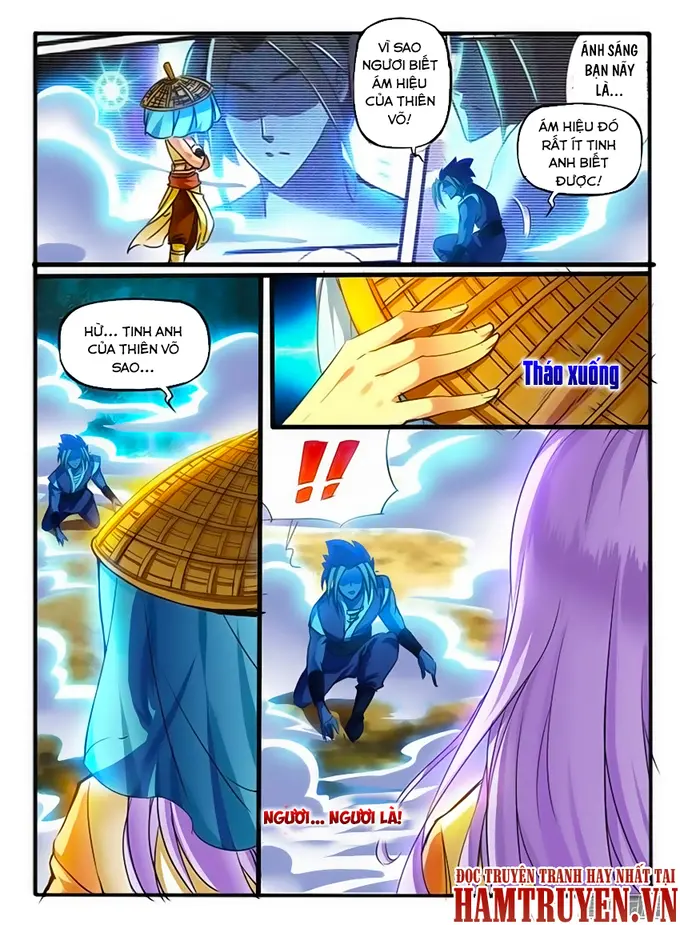 VÌ SAO
NGƯƠI BIẾT
ÁM HIỆU
CỦA THIÊN
VÕ!
ÁNH SÁNG
BẠN NÃY
LÀ...
ÁM HIỆU ĐÓ
RẤT ÍT TINH
ANH BIẾT
ĐƯỢC!
HỪ... TINH ANH
CỦA THIÊN VÕ
SAO...
Tháo xuống
!!
NGƯƠI... NGƯƠI LÀ!
ĐỌC TRUYỆN TRANH HAY NHẤT TẠI
HAMTRUYEN.VN